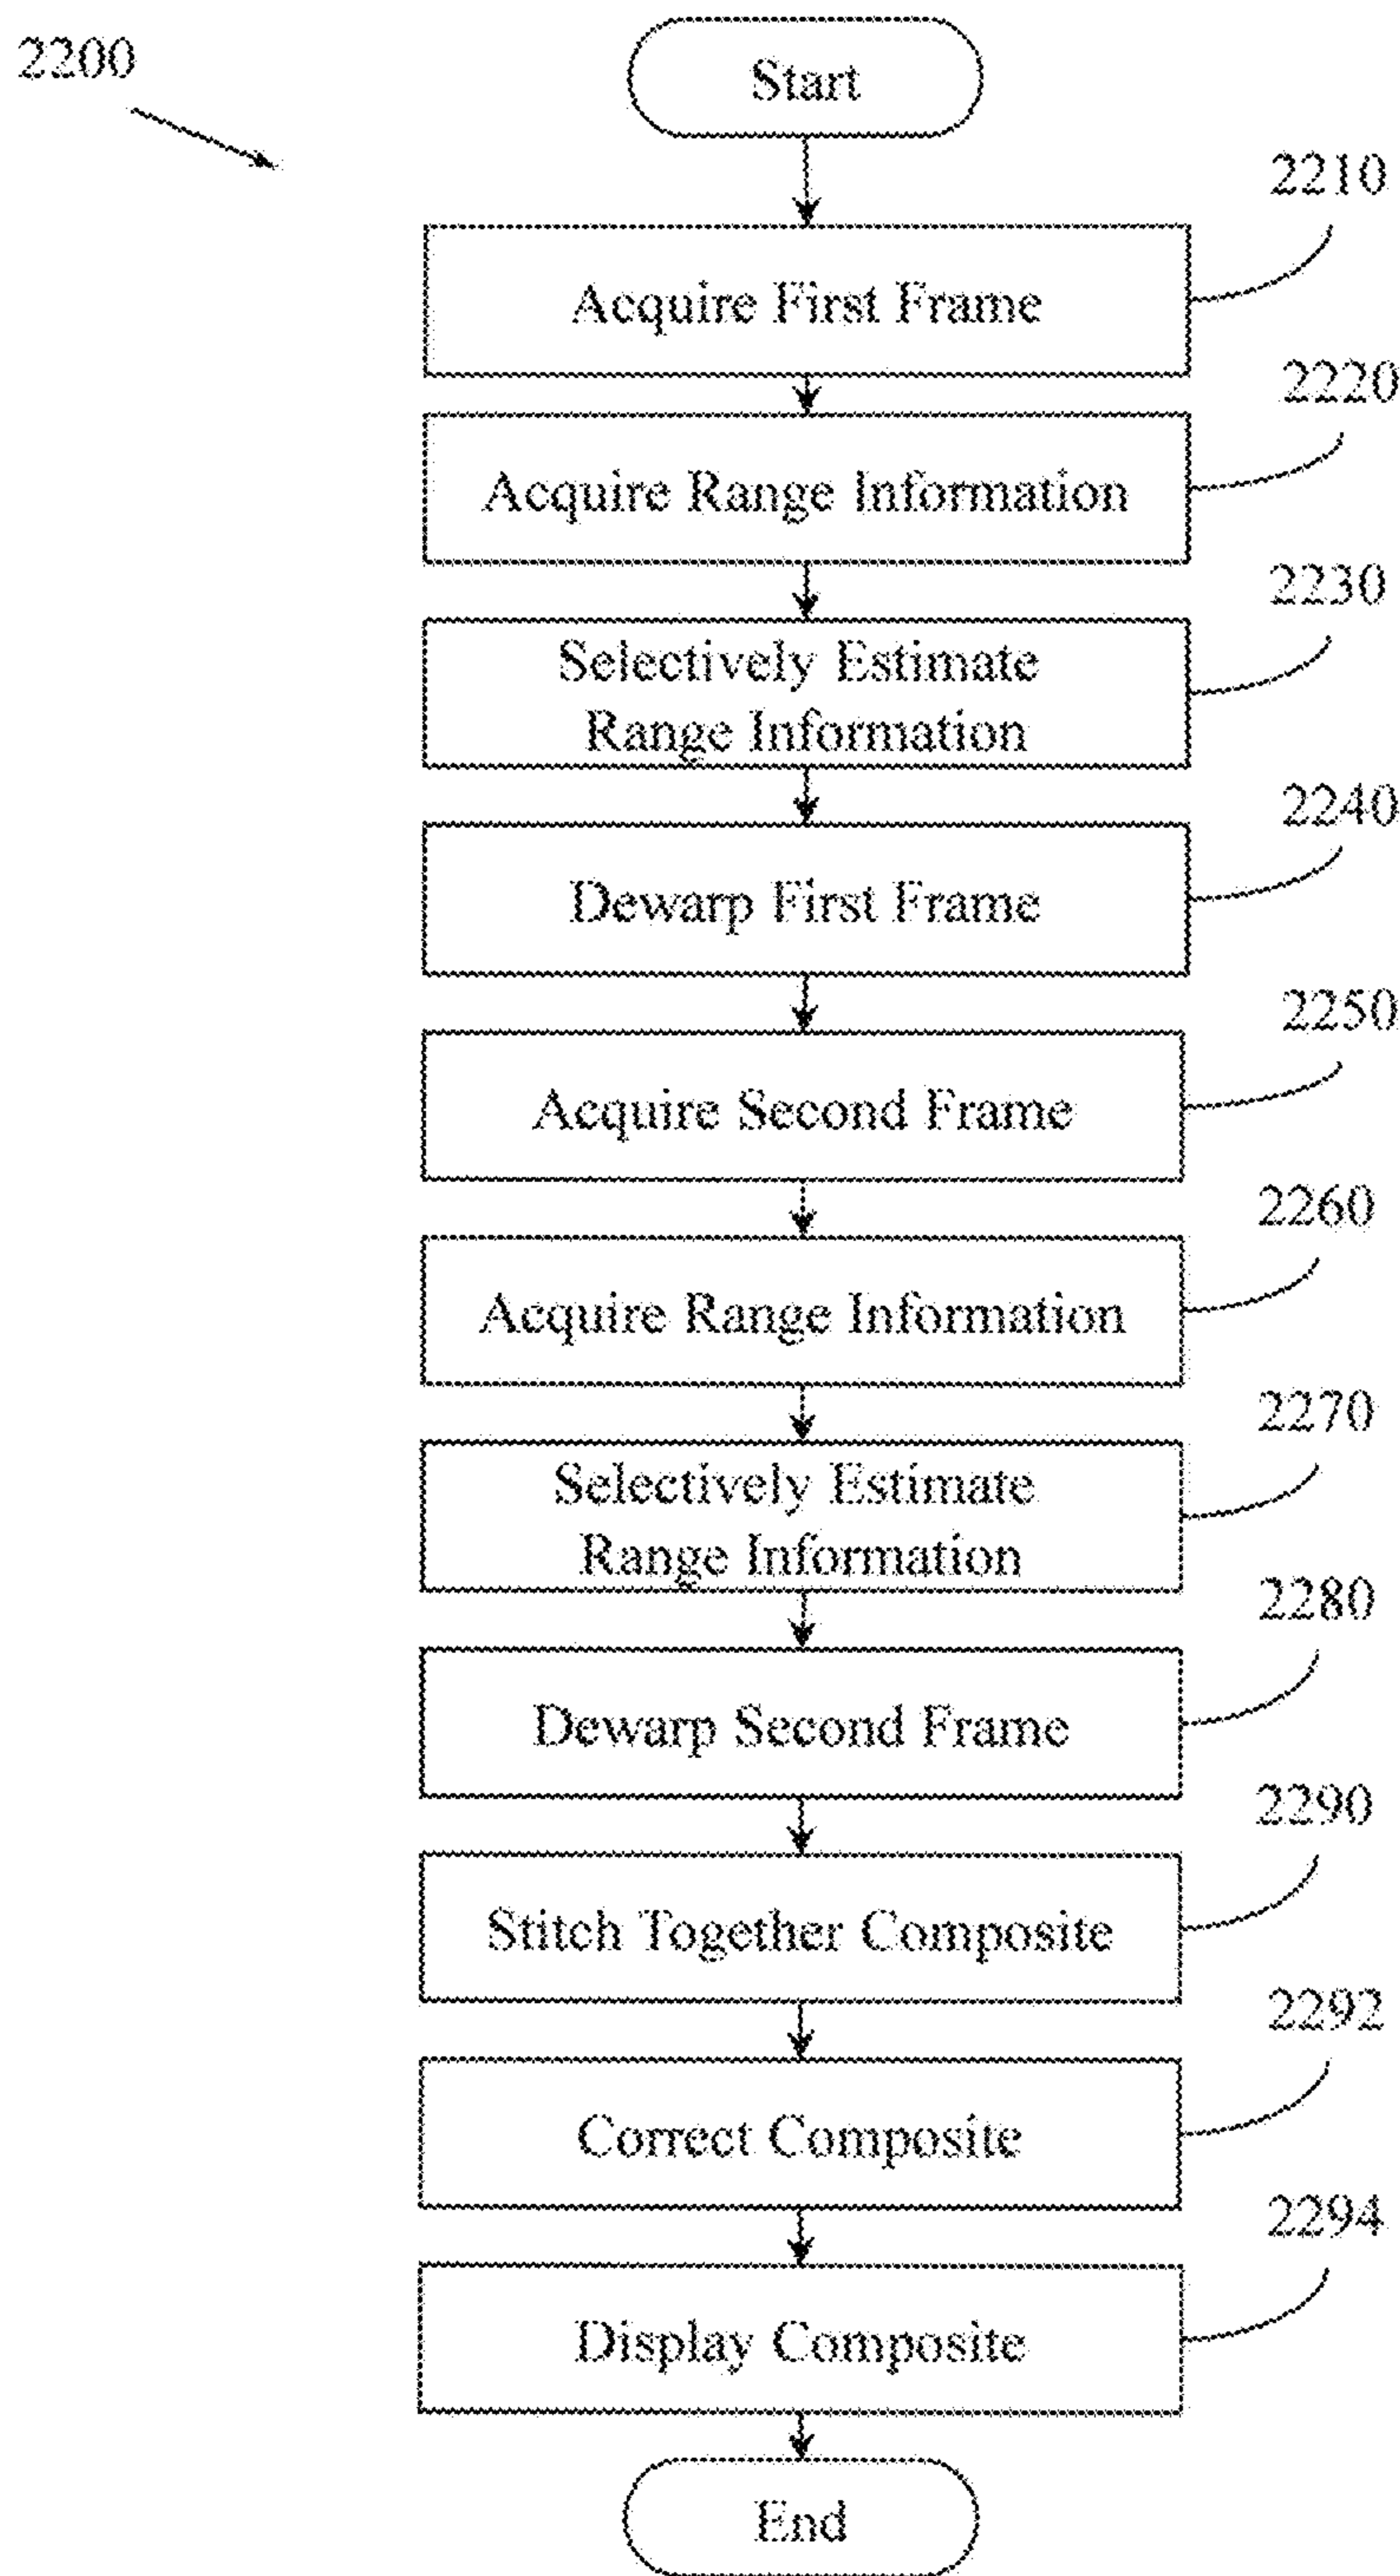 2200
Start
2210
Acquire First Frame
2220
Acquire Range Information
2230
Selectively Estimate
Range Information
2240
Dewarp First Frame
2250
Acquire Second Frame
2260
Acquire Range Information
2270
Selectively Estimate
Range Information
2280
Dewarp Second Frame
2290
Stitch Together Composite
2292
Correct Composite
2294
Display Composite
End